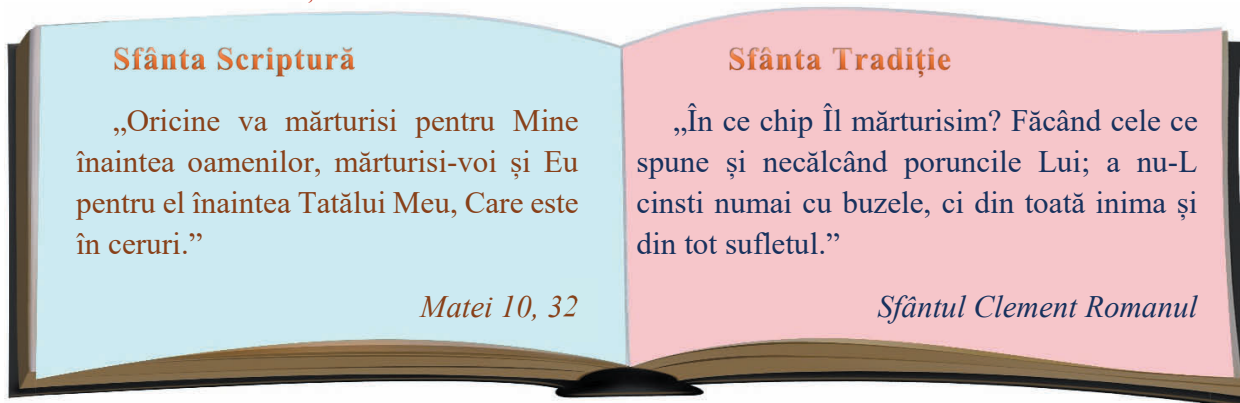 Sfânta Scriptură
„Oricine va mărturisi pentru Mine
înaintea oamenilor, mărturisi-voi și Eu
pentru el înaintea Tatălui Meu, Care este
în ceruri.”
Matei 10, 32
Sfânta Tradiție
„În ce chip Îl mărturisim? Făcând cele ce
spune și necălcând poruncile Lui; a nu-L
cinsti numai cu buzele, ci din toată inima și
din tot sufletul.”
Sfântul Clement Romanul